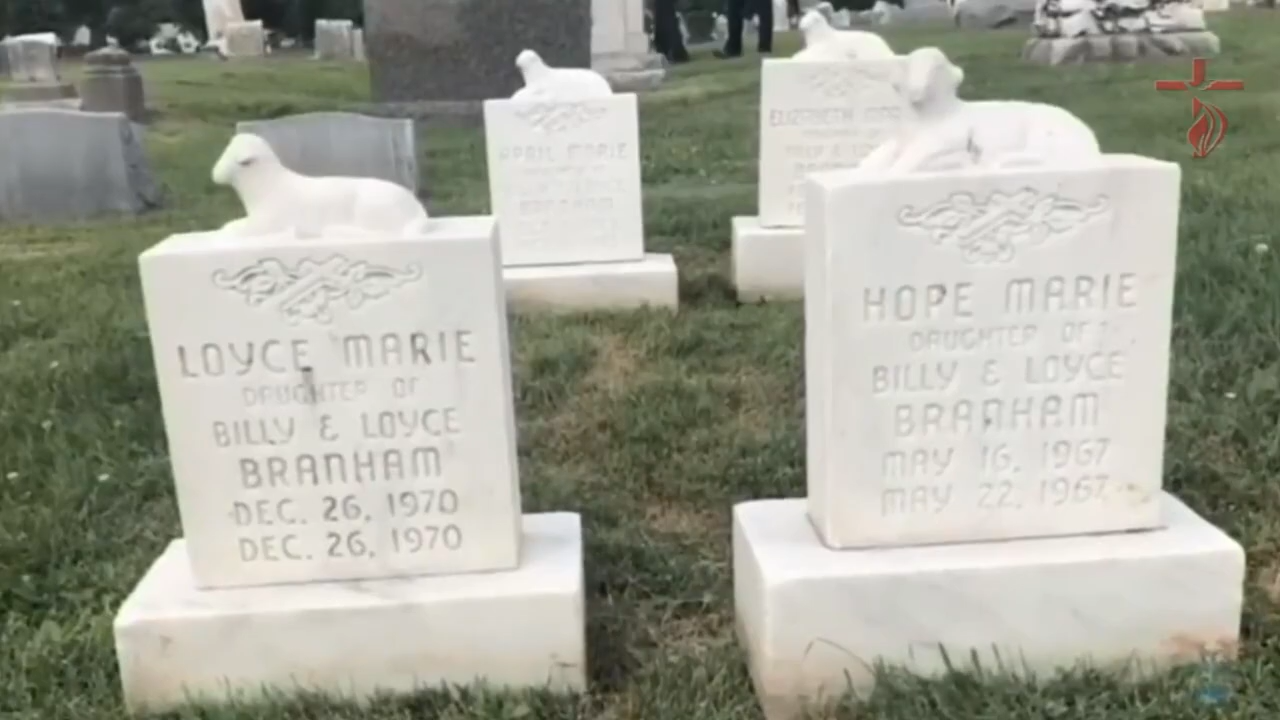 LOYCE MARIE
DAUGHTER OF
BILLY & LOYCE
BRANHAM
DEC. 26, 1970
DEC. 26, 1970
HOPE MARIE
DAUGHTER OF
BILLY & LOYCE
BRANHAM
MAY 16, 1967
MAY 22, 1967
APRIL MARIE
BRANHAM
ELIZABETH